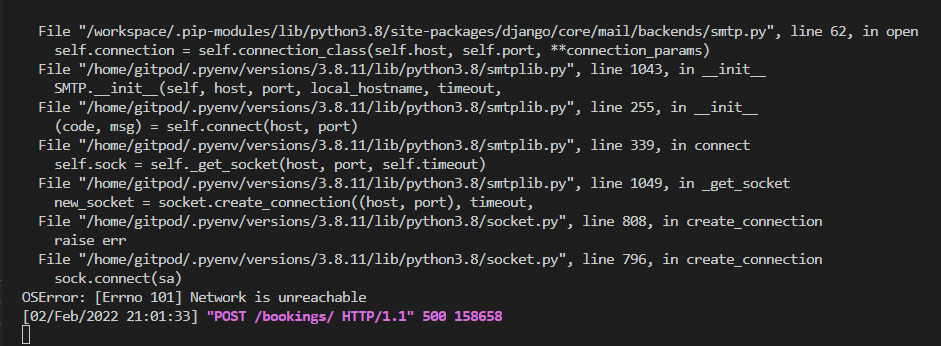 File "/workspace/.pip-modules/lib/python3.8/site-packages/django/core/mail/backends/smtp.py", line 62, in open
self.connection = self.connection_class(self.host, self.port, **connection_params)
File "/home/gitpod/.pyenv/versions/3.8.11/lib/python3.8/smtplib.py", line 1043, in __init__
SMTP.__init__(self, host, port, local_hostname, timeout,
File "/home/gitpod/.pyenv/versions/3.8.11/lib/python3.8/smtplib.py", line 255, in __init__
(code, msg) = self.connect(host, port)
File "/home/gitpod/.pyenv/versions/3.8.11/lib/python3.8/smtplib.py", line 339, in connect
self.sock = self._get_socket(host, port, self.timeout)
File "/home/gitpod/.pyenv/versions/3.8.11/lib/python3.8/smtplib.py", line 1049, in _get_socket
new_socket = socket.create_connection((host, port), timeout,
File "/home/gitpod/.pyenv/versions/3.8.11/lib/python3.8/socket.py", line 808, in create_connection
raise err
File "/home/gitpod/.pyenv/versions/3.8.11/lib/python3.8/socket.py", line 796, in create_connection
sock.connect(sa)
OSError: [Errno 101] Network is unreachable
[02/Feb/2022 21:01:33] "POST /bookings/ HTTP/1.1" 500 158658